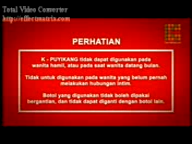 Total Video Converter
http://effectmatrix.com
PERHATIAN
K - PUYIKANG tidak dapat digunakan pada
wanita hamil, atau pada saat wanita datang bulan.
Tidak untuk digunakan pada wanita yang belum pernah
melakukan hubungan intim.
Botol yang digunakan tidak boleh dipakai
bergantian, dan tidak dapat diganti dengan botol lain.